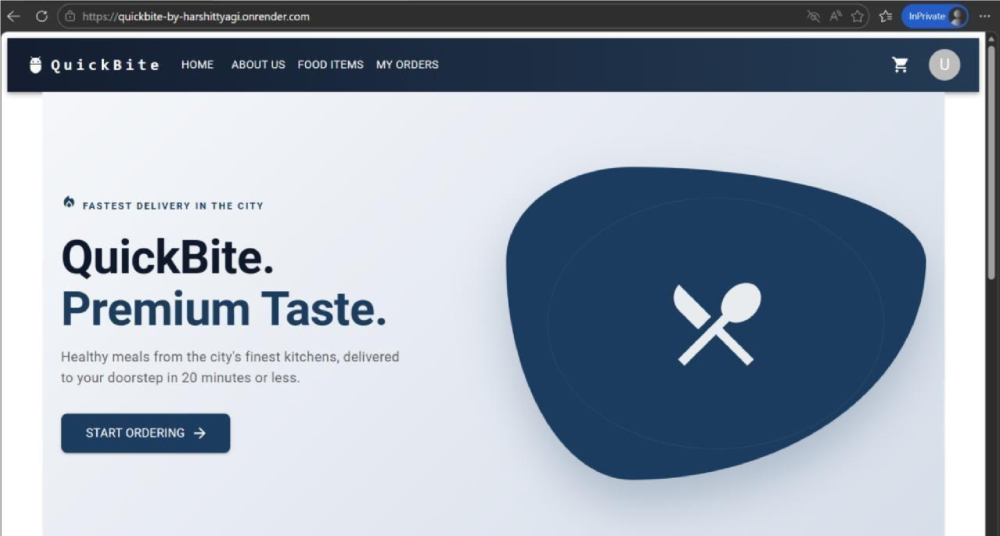 https://quickbite-by-harshittyagi.onrender.com
InPrivate
QuickBite HOME ABOUT US FOOD ITEMS MY ORDERS U
FASTEST DELIVERY IN THE CITY
QuickBite.
Premium Taste.
Healthy meals from the city's finest kitchens, delivered
to your doorstep in 20 minutes or less.
START ORDERING